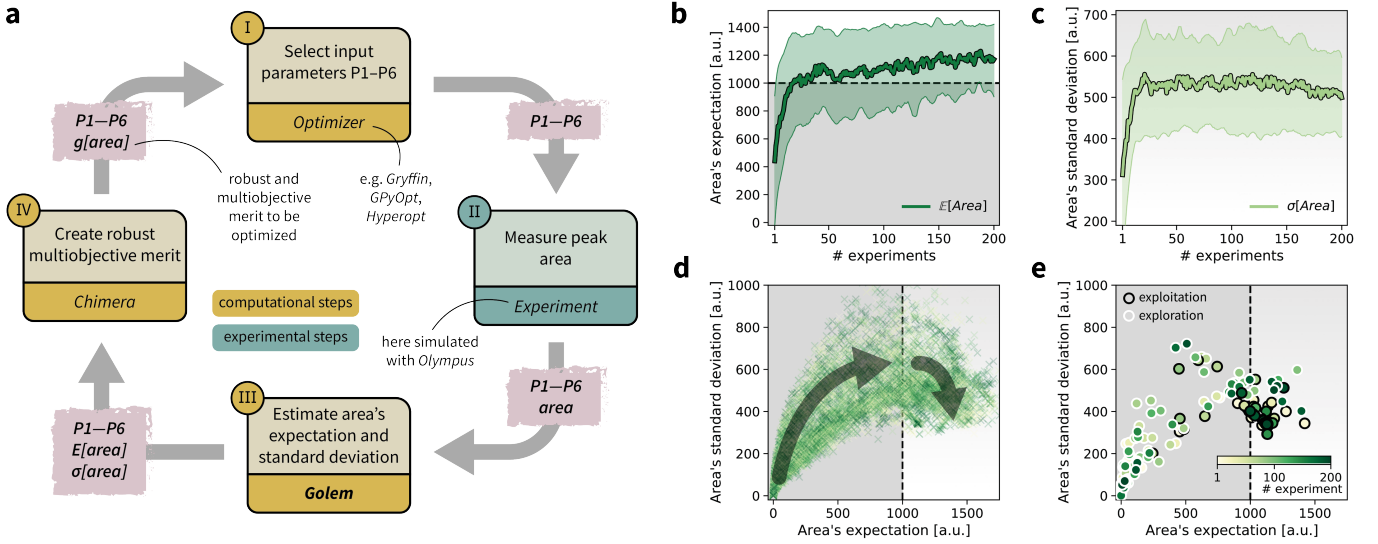 a
I
Select input
parameters P1–P6
Optimizer
P1—P6
g[area]
P1—P6
robust and
multiobjective
merit to be
optimized
e.g. Gryffin,
GPyOpt,
Hyperopt
IV
Create robust
multiobjective merit
Chimera
II
Measure peak
area
Experiment
computational steps
experimental steps
here simulated
with Olympus
P1—P6
E[area]
σ[area]
III
Estimate area's
expectation and
standard deviation
Golem
P1—P6
area
b
Area's expectation [a.u.]
1400
1200
1000
800
600
400
200
0
𝔼[Area]
1
50
100
150
200
# experiments
c
Area's standard deviation [a.u.]
700
600
500
400
300
200
σ[Area]
1
50
100
150
200
# experiments
d
Area's standard deviation [a.u.]
1000
800
600
400
200
0
0
500
1000
1500
Area's expectation [a.u.]
e
Area's standard deviation [a.u.]
1000
800
600
400
200
0
exploitation
exploration
1
100
200
# experiment
0
500
1000
1500
Area's expectation [a.u.]